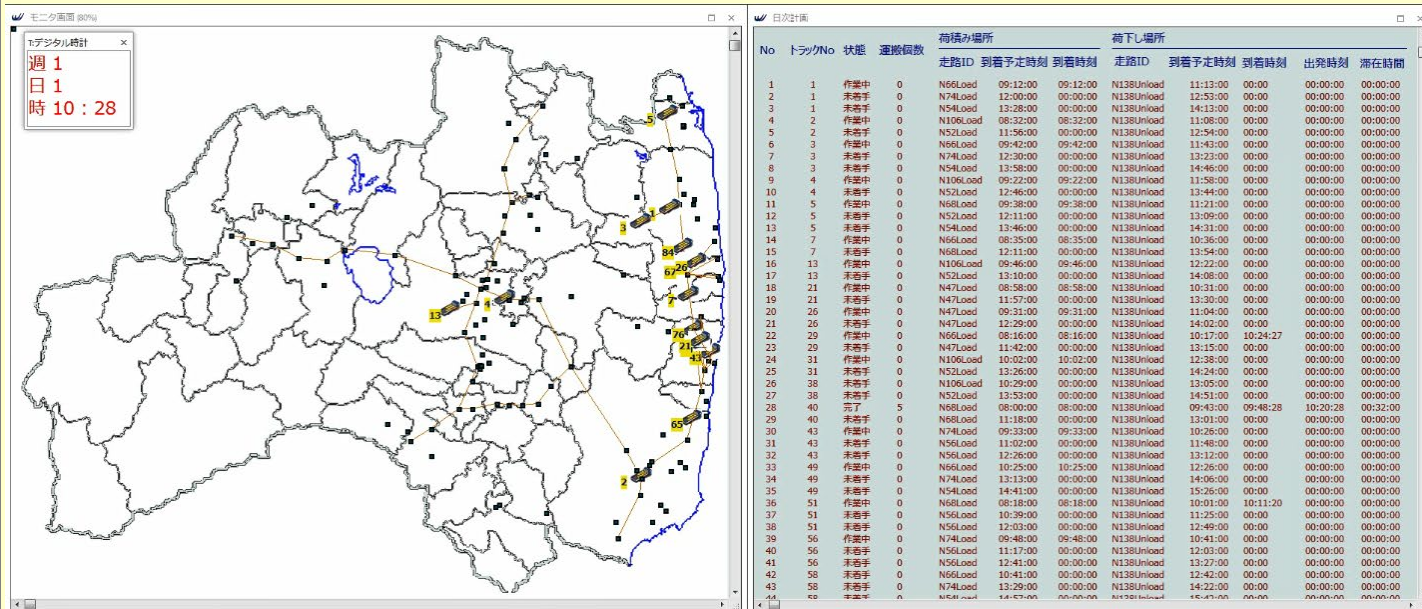 モニタ画面 (80%)
T:デジタル時計
週 1
日 1
時 10 : 28
5
1
3
84
26
67
7
4
13
76
21
43
65
2
日次計画
荷積み場所 荷下し場所
No トラックNo 状態 運搬個数 走路ID 到着予定時刻 到着時刻 走路ID 到着予定時刻 到着時刻 出発時刻 滞在時間
1 1 作業中 0 N66Load 09:12:00 09:12:00 N138Unload 11:13:00 00:00 00:00:00 00:00:00
2 1 未着手 0 N74Load 12:00:00 00:00:00 N138Unload 12:53:00 00:00 00:00:00 00:00:00
3 1 未着手 0 N54Load 13:28:00 00:00:00 N138Unload 14:13:00 00:00 00:00:00 00:00:00
4 2 作業中 0 N106Load 08:32:00 08:32:00 N138Unload 11:08:00 00:00 00:00:00 00:00:00
5 2 未着手 0 N52Load 11:56:00 00:00:00 N138Unload 12:54:00 00:00 00:00:00 00:00:00
6 3 作業中 0 N66Load 09:42:00 09:42:00 N138Unload 11:43:00 00:00 00:00:00 00:00:00
7 3 未着手 0 N74Load 12:30:00 00:00:00 N138Unload 13:23:00 00:00 00:00:00 00:00:00
8 3 未着手 0 N54Load 13:58:00 00:00:00 N138Unload 14:46:00 00:00 00:00:00 00:00:00
9 4 作業中 0 N106Load 09:22:00 09:22:00 N138Unload 11:58:00 00:00 00:00:00 00:00:00
10 4 未着手 0 N52Load 12:46:00 00:00:00 N138Unload 13:44:00 00:00 00:00:00 00:00:00
11 5 作業中 0 N68Load 09:38:00 09:38:00 N138Unload 11:21:00 00:00 00:00:00 00:00:00
12 5 未着手 0 N52Load 12:11:00 00:00:00 N138Unload 13:09:00 00:00 00:00:00 00:00:00
13 5 未着手 0 N54Load 13:46:00 00:00:00 N138Unload 14:31:00 00:00 00:00:00 00:00:00
14 7 作業中 0 N66Load 08:35:00 08:35:00 N138Unload 10:36:00 00:00 00:00:00 00:00:00
15 7 未着手 0 N68Load 12:11:00 00:00:00 N138Unload 13:54:00 00:00 00:00:00 00:00:00
16 13 作業中 0 N106Load 09:46:00 09:46:00 N138Unload 12:22:00 00:00 00:00:00 00:00:00
17 13 未着手 0 N52Load 13:10:00 00:00:00 N138Unload 14:08:00 00:00 00:00:00 00:00:00
18 21 作業中 0 N47Load 08:58:00 08:58:00 N138Unload 10:31:00 00:00 00:00:00 00:00:00
19 21 未着手 0 N47Load 11:57:00 00:00:00 N138Unload 13:30:00 00:00 00:00:00 00:00:00
20 26 作業中 0 N47Load 09:31:00 09:31:00 N138Unload 11:04:00 00:00 00:00:00 00:00:00
21 26 未着手 0 N47Load 12:29:00 00:00:00 N138Unload 14:02:00 00:00 00:00:00 00:00:00
22 29 作業中 0 N66Load 08:16:00 08:16:00 N138Unload 10:17:00 10:24:27 00:00:00 00:00:00
23 29 未着手 0 N47Load 11:42:00 00:00:00 N138Unload 13:15:00 00:00 00:00:00 00:00:00
24 31 作業中 0 N106Load 10:02:00 10:02:00 N138Unload 12:38:00 00:00 00:00:00 00:00:00
25 31 未着手 0 N52Load 13:26:00 00:00:00 N138Unload 14:24:00 00:00 00:00:00 00:00:00
26 38 未着手 0 N106Load 10:29:00 00:00:00 N138Unload 13:05:00 00:00 00:00:00 00:00:00
27 38 未着手 0 N52Load 13:53:00 00:00:00 N138Unload 14:51:00 00:00 00:00:00 00:00:00
28 40 完了 5 N68Load 08:00:00 08:00:00 N138Unload 09:43:00 09:48:28 10:20:28 00:32:00
29 40 未着手 0 N68Load 11:18:00 00:00:00 N138Unload 13:01:00 00:00 00:00:00 00:00:00
30 43 作業中 0 N74Load 09:33:00 09:33:00 N138Unload 10:26:00 00:00 00:00:00 00:00:00
31 43 未着手 0 N56Load 11:02:00 00:00:00 N138Unload 11:48:00 00:00 00:00:00 00:00:00
32 43 未着手 0 N56Load 12:26:00 00:00:00 N138Unload 13:12:00 00:00 00:00:00 00:00:00
33 49 作業中 0 N66Load 10:25:00 10:25:00 N138Unload 12:26:00 00:00 00:00:00 00:00:00
34 49 未着手 0 N74Load 13:13:00 00:00:00 N138Unload 14:06:00 00:00 00:00:00 00:00:00
35 49 未着手 0 N54Load 14:41:00 00:00:00 N138Unload 15:26:00 00:00 00:00:00 00:00:00
36 51 作業中 0 N68Load 08:18:00 08:18:00 N138Unload 10:01:00 10:11:20 00:00:00 00:00:00
37 51 未着手 0 N56Load 10:39:00 00:00:00 N138Unload 11:25:00 00:00 00:00:00 00:00:00
38 51 未着手 0 N56Load 12:03:00 00:00:00 N138Unload 12:49:00 00:00 00:00:00 00:00:00
39 56 作業中 0 N74Load 09:48:00 09:48:00 N138Unload 10:41:00 00:00 00:00:00 00:00:00
40 56 未着手 0 N56Load 11:17:00 00:00:00 N138Unload 12:03:00 00:00 00:00:00 00:00:00
41 56 未着手 0 N56Load 12:41:00 00:00:00 N138Unload 13:27:00 00:00 00:00:00 00:00:00
42 58 未着手 0 N66Load 10:41:00 00:00:00 N138Unload 12:42:00 00:00 00:00:00 00:00:00
43 58 未着手 0 N74Load 13:29:00 00:00:00 N138Unload 14:22:00 00:00 00:00:00 00:00:00
44 58 未着手 0 N54Load 14:57:00 00:00:00 N138Unload 15:42:00 00:00 00:00:00 00:00:00